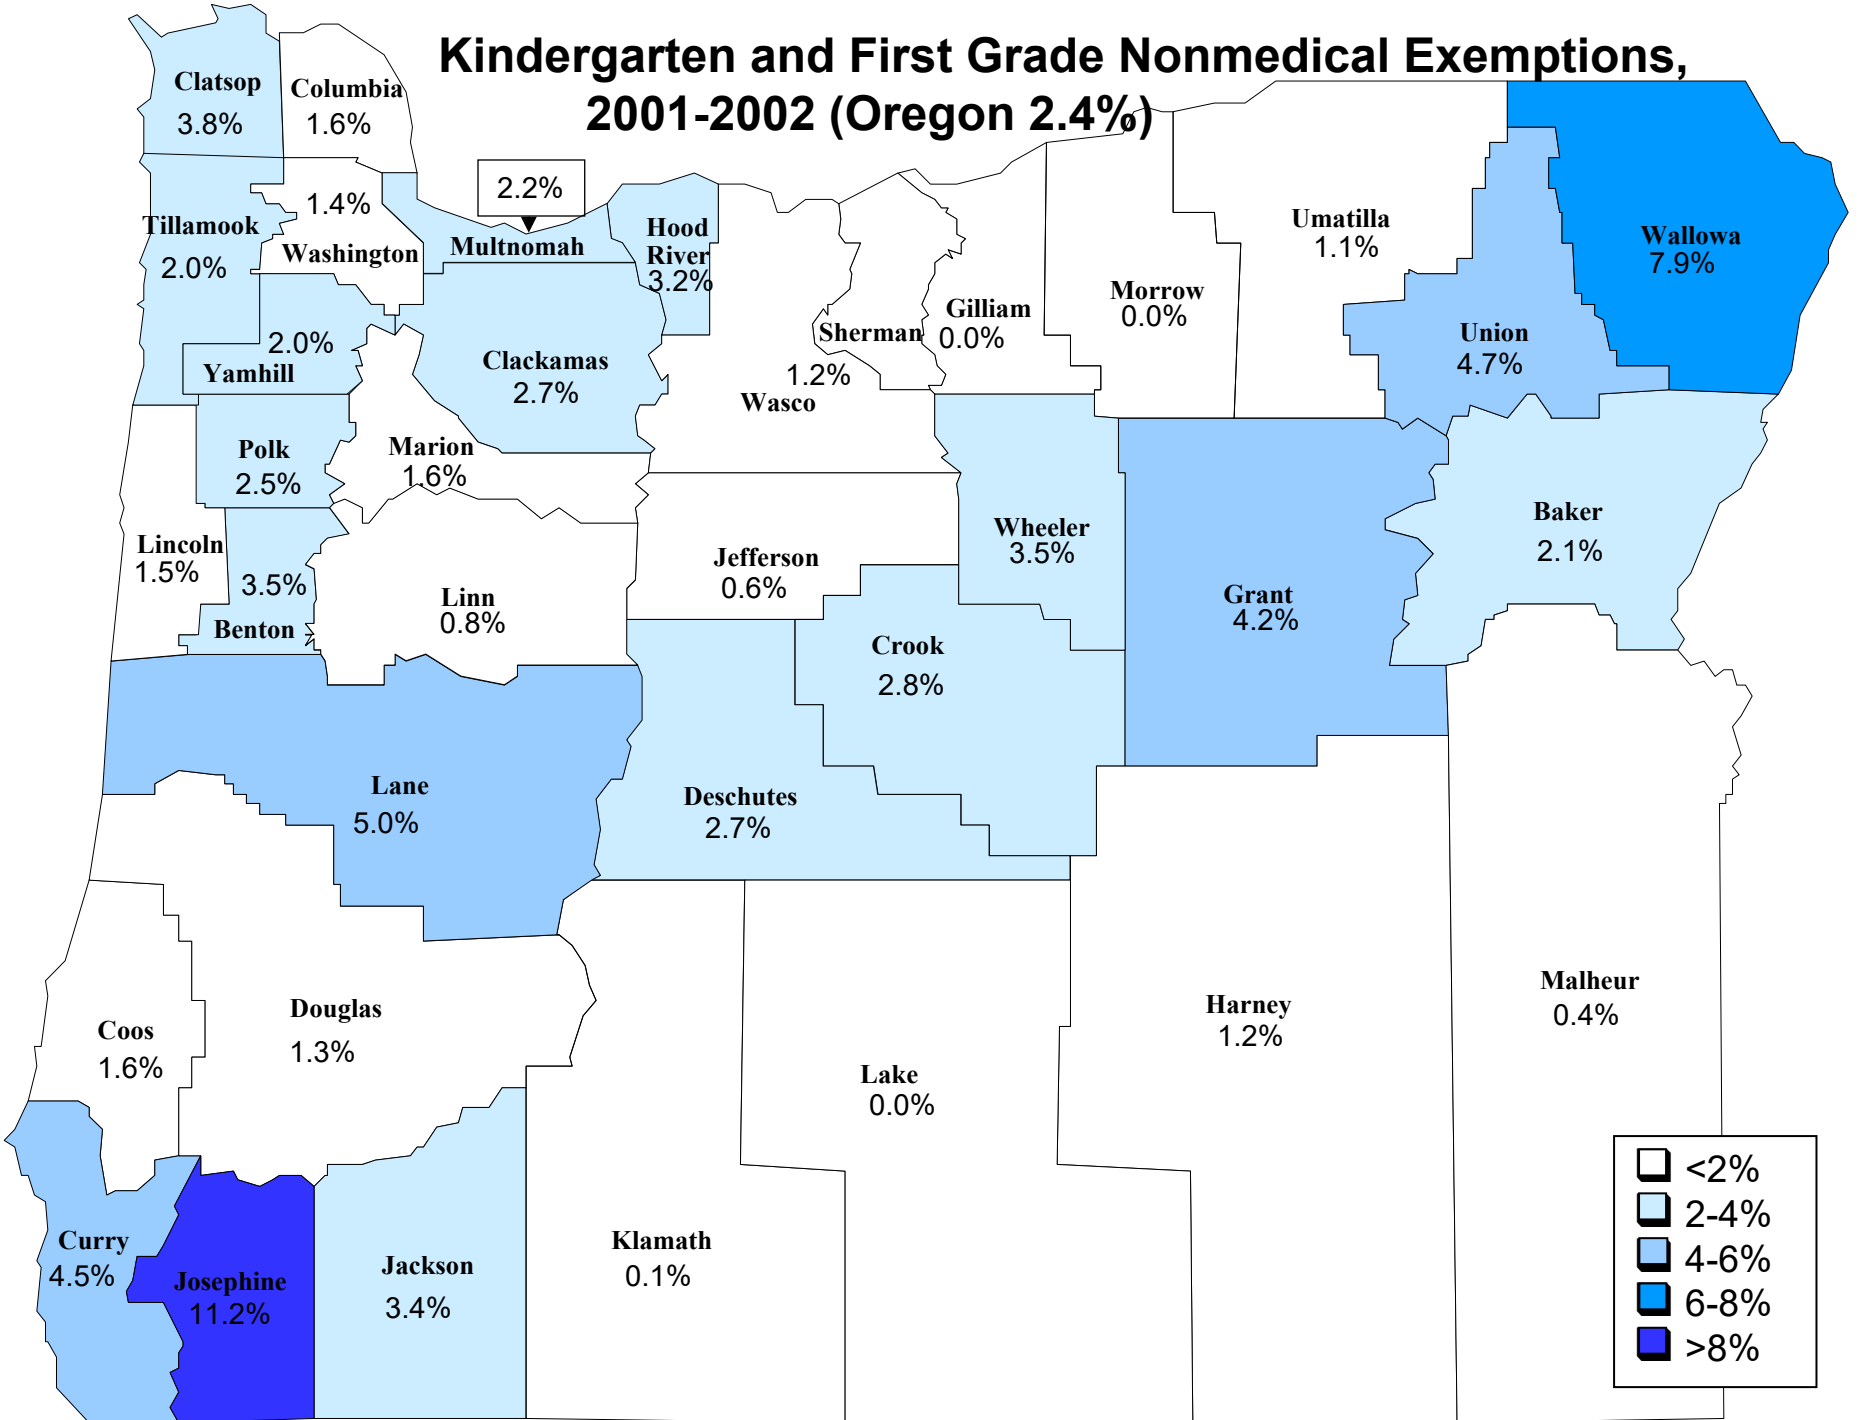 Kindergarten and First Grade Nonmedical Exemptions,
2001-2002 (Oregon 2.4%)
Clatsop
3.8%
Columbia
1.6%
Tillamook
2.0%
1.4%
Washington
2.2%
Multnomah
Hood
River
3.2%
Clackamas
2.7%
2.0%
Yamhill
Polk
2.5%
Marion
1.6%
Sherman
1.2%
Wasco
Gilliam
0.0%
Morrow
0.0%
Umatilla
1.1%
Union
4.7%
Wallowa
7.9%
Lincoln
1.5%
3.5%
Benton
Linn
0.8%
Jefferson
0.6%
Wheeler
3.5%
Grant
4.2%
Baker
2.1%
Crook
2.8%
Lane
5.0%
Deschutes
2.7%
Coos
1.6%
Douglas
1.3%
Lake
0.0%
Harney
1.2%
Malheur
0.4%
Curry
4.5%
Josephine
11.2%
Jackson
3.4%
Klamath
0.1%
<2%
2-4%
4-6%
6-8%
>8%